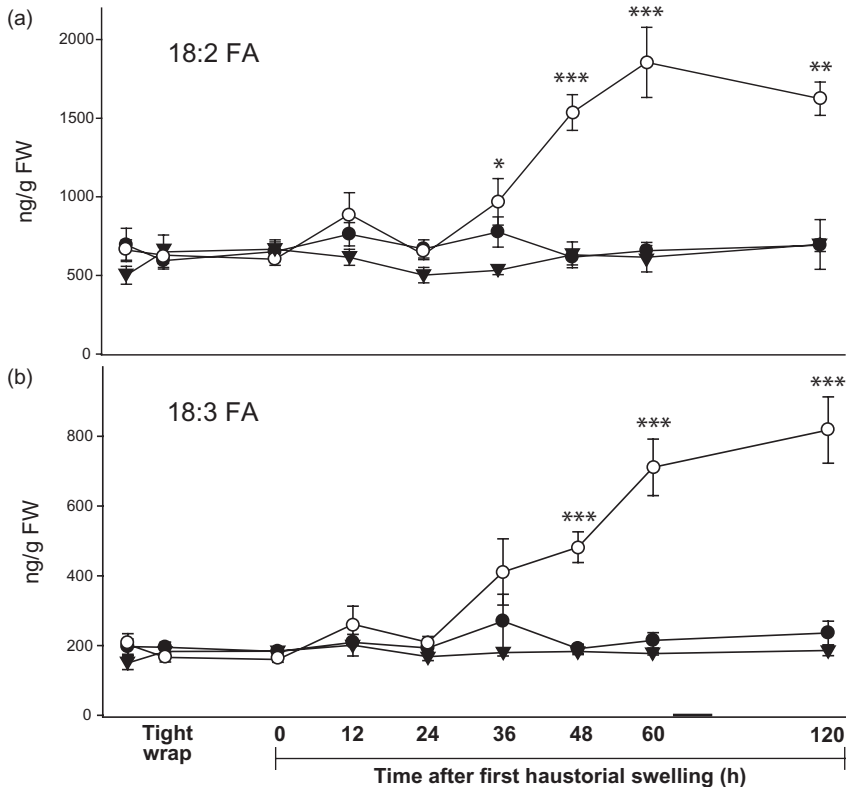 (a)
18:2 FA
2000
1500
1000
500
0
ng/g FW
*
***
***
**
(b)
18:3 FA
800
600
400
200
0
ng/g FW
***
***
***
Tight
wrap
0 12 24 36 48 60 120
Time after first haustorial swelling (h)